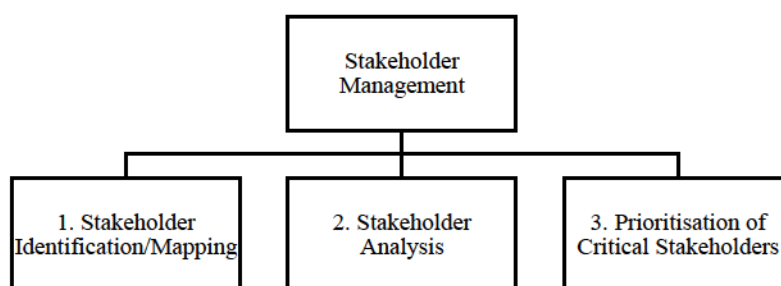 Stakeholder
Management
1. Stakeholder
Identification/Mapping
2. Stakeholder
Analysis
3. Prioritisation of
Critical Stakeholders